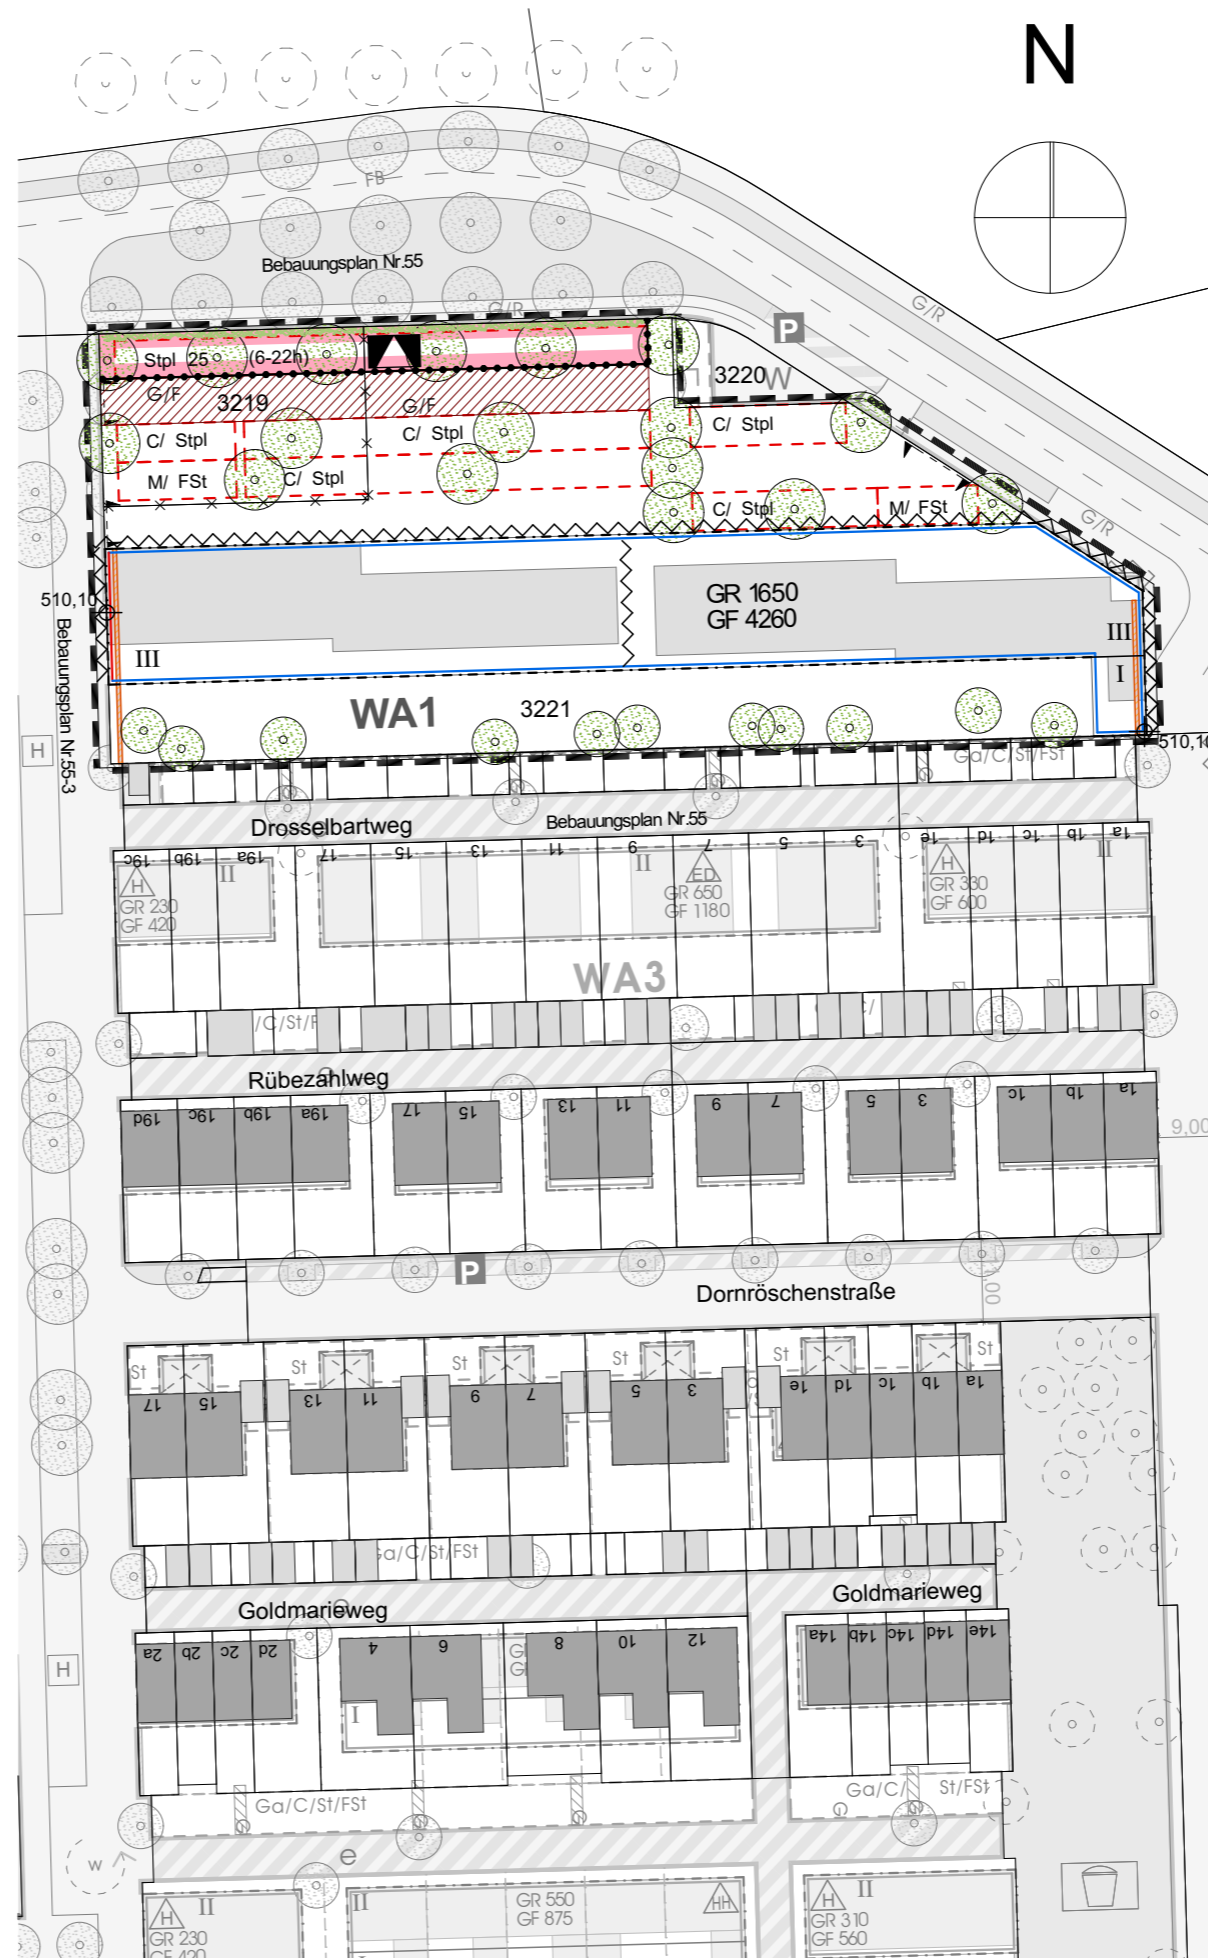 N
FB
Bebauungsplan Nr.55
G/R
G/R
P
Stpl 25 (6-22h)
3220
W
G/F
3219
G/F
C/ Stpl
C/ Stpl
C/ Stpl
M/ FSt
C/ Stpl
C/ Stpl
M/ FSt
G/R
510,10
GR 1650
GF 4260
III
III
I
Bebauungsplan Nr.55-3
WA1
3221
H
510,10
Ga/C/St/FSt
Drosselbartweg
Bebauungsplan Nr.55
19c
19b
19a
17
15
13
11
9
7
5
3
1e
1d
1c
1b
1a
H
GR 230
GF 420
II
II
ED
GR 650
GF 1180
H
GR 330
GF 600
II
WA3
/C/St/F
C/
Rübezahlweg
19d
19c
19b
19a
17
15
13
11
9
7
5
3
1c
1b
1a
9,00
P
Dornröschenstraße
St
St
St
St
St
St
17
15
13
11
9
7
5
3
1e
1d
1c
1b
1a
Ga/C/St/FSt
Goldmarieweg
Goldmarieweg
2a
2b
2c
2d
4
6
8
10
12
14a
14b
14c
14d
14e
H
I
Ga/C/St/FSt
Ga/C/
St/FSt
W
e
H
II
GR 230
GF 420
II
GR 550
GF 875
HH
H
II
GR 310
GF 560